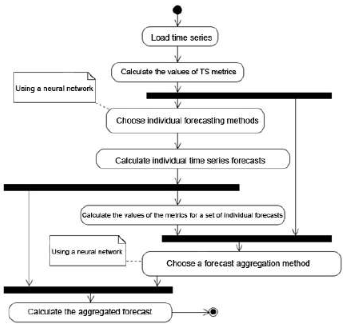 Load time series
Calculate the values of TS metrics
Using a neural network
Choose individual forecasting methods
Calculate individual time series forecasts
Calculate the values of the metrics for a set of individual forecasts
Using a neural network
Choose a forecast aggregation method
Calculate the aggregated forecast